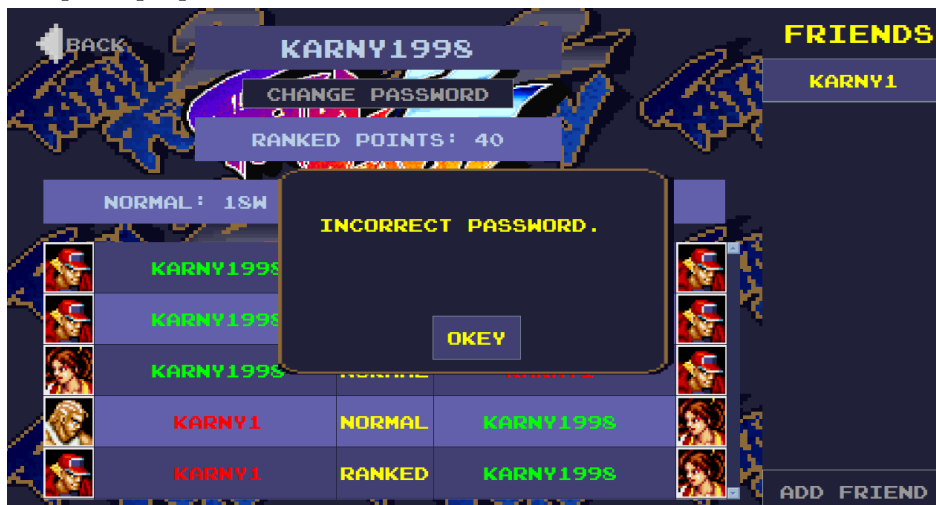 BACK
KARNY1998
CHANGE PASSWORD
RANKED POINTS: 40
NORMAL: 18W
INCORRECT PASSWORD.
OKEY
KARNY1998
KARNY1998
KARNY1998
KARNY1 NORMAL KARNY1998
KARNY1 RANKED KARNY1998
FRIENDS
KARNY1
ADD FRIEND